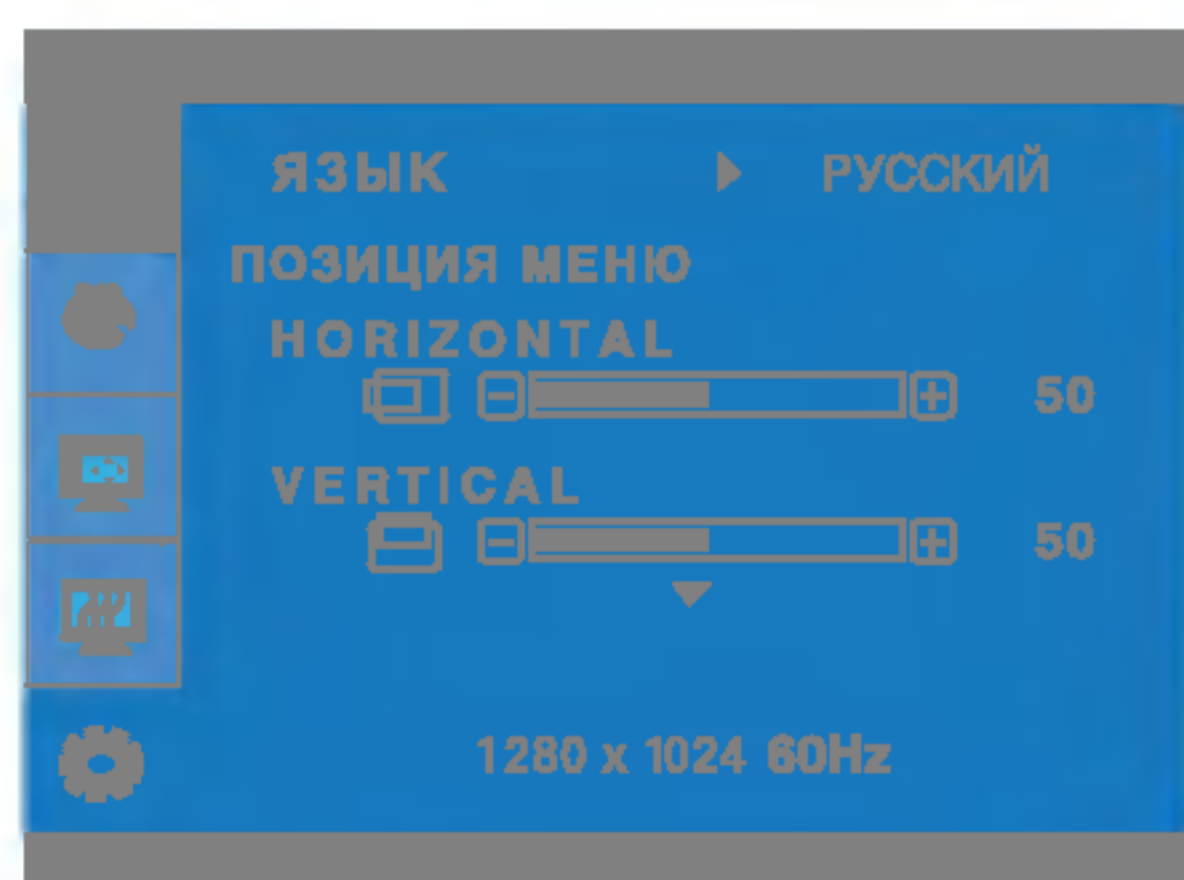 ЯЗЫК РУССКИЙ
ПОЗИЦИЯ МЕНЮ
HORIZONTAL
50
VERTICAL
50
1280 x 1024 60Hz